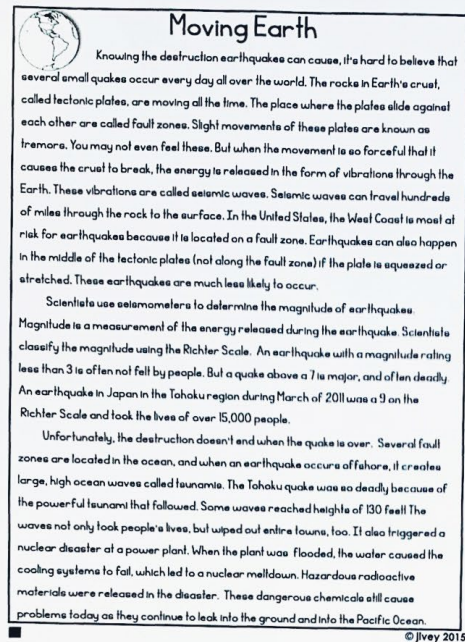 Moving Earth
Knowing the destruction earthquakes can cause, it's hard to believe that
several small quakes occur every day all over the world. The rocks in Earth's crust,
called tectonic plates, are moving all the time. The place where the plates slide against
each other are called fault zones. Slight movements of these plates are known as
tremors. You may not even feel these. But when the movement is so forceful that it
causes the crust to break, the energy is released in the form of vibrations through the
Earth. These vibrations are called seismic waves. Seismic waves can travel hundreds
of miles through the rock to the surface. In the United States, the West Coast is most at
risk for earthquakes because it is located on a fault zone. Earthquakes can also happen
in the middle of the tectonic plates (not along the fault zone) if the plate is squeezed or
stretched. These earthquakes are much less likely to occur.
Scientists use seismometers to determine the magnitude of earthquakes.
Magnitude is a measurement of the energy released during the earthquake. Scientists
classify the magnitude using the Richter Scale. An earthquake with a magnitude rating
less than 3 is often not felt by people. But a quake above a 7 is major, and often deadly.
An earthquake in Japan in the Tohoku region during March of 2011 was a 9 on the
Richter Scale and took the lives of over 15,000 people.
Unfortunately, the destruction doesn't end when the quake is over. Several fault
zones are located in the ocean, and when an earthquake occurs offshore, it creates
large, high ocean waves called tsunamis. The Tohoku quake was so deadly because of
the powerful tsunami that followed. Some waves reached heights of 130 feet! The
waves not only took people's lives, but wiped out entire towns, too. It also triggered a
nuclear disaster at a power plant. When the plant was flooded, the water caused the
cooling systems to fail, which led to a nuclear meltdown. Hazardous radioactive
materials were released in the disaster. These dangerous chemicals still cause
problems today as they continue to leak into the ground and into the Pacific Ocean.
© jivey 2015